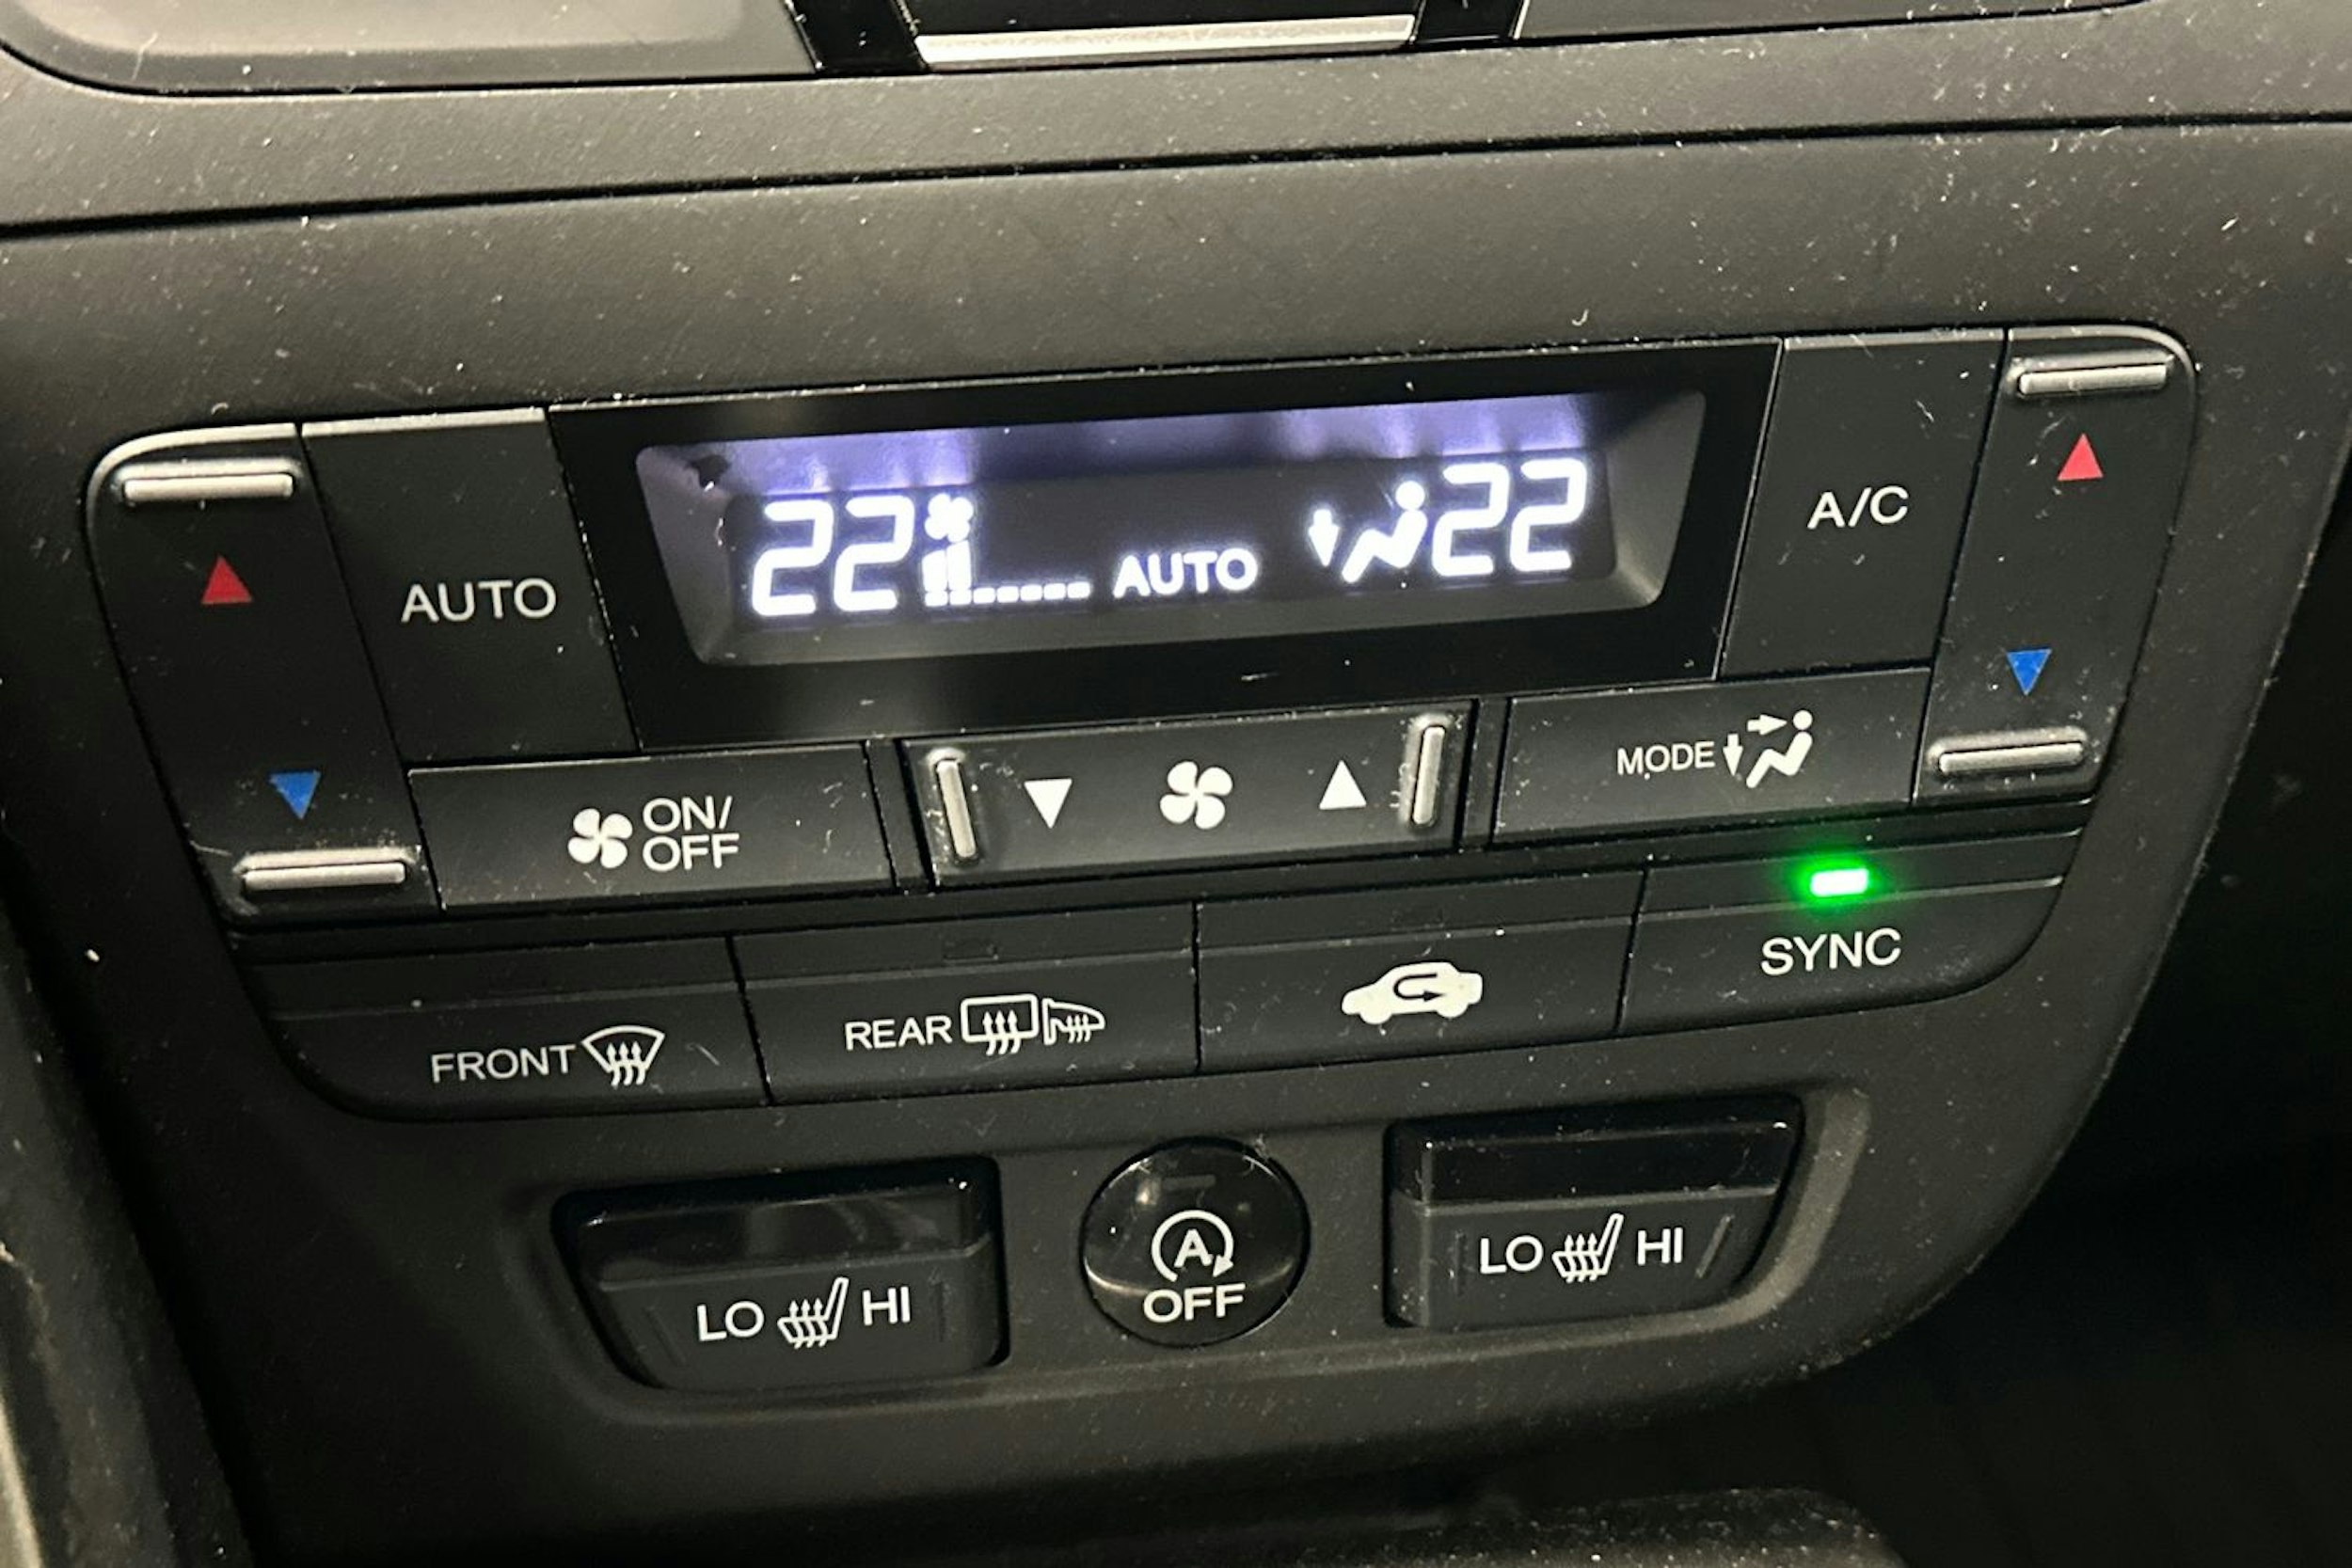 22 AUTO 22
AUTO
A/C
ON/
OFF
MODE
FRONT
REAR
SYNC
LO HI
A
OFF
LO HI